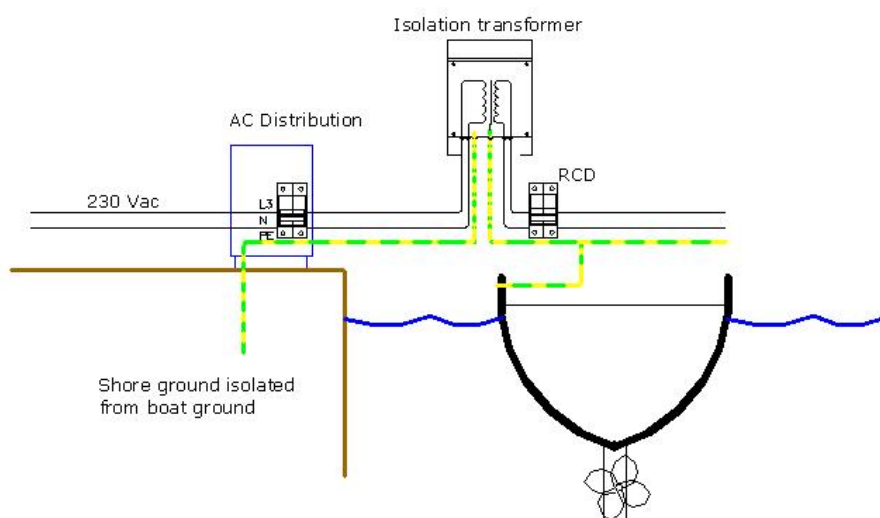 Isolation transformer
AC Distribution
RCD
230 Vac
L3
N
PE
Shore ground isolated
from boat ground